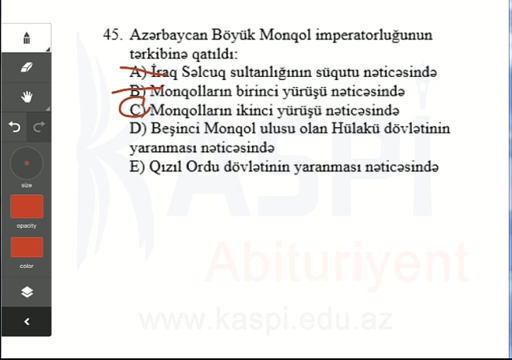 45. Azərbaycan Böyük Monqol imperatorluğunun
tərkibinə qatıldı:
A) İraq Səlcuq sultanlığının süqutu nəticəsində
B) Monqolların birinci yürüşü nəticəsində
C) Monqolların ikinci yürüşü nəticəsində
D) Beşinci Monqol ulusu olan Hülakü dövlətinin
yaranması nəticəsində
E) Qızıl Ordu dövlətinin yaranması nəticəsində
size
opacity
color
KASPI
Abituriyent
www.kaspi.edu.az